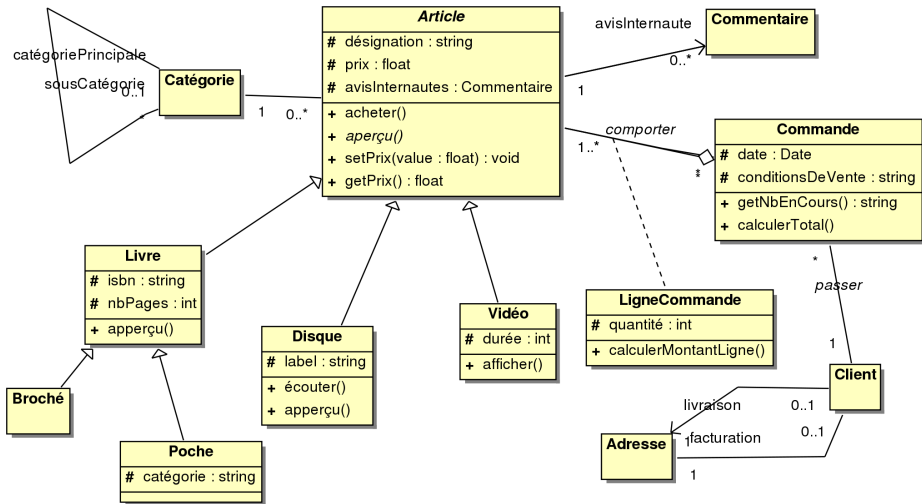 Article
# désignation : string
# prix : float
# avisInternautes : Commentaire
+ acheter()
+ aperçu()
+ setPrix(value : float) : void
+ getPrix() : float
avisInternaute
Commentaire
0..*
1
catégoriePrincipale
sousCatégorie
0..1
*
Catégorie
1
0..*
comporter
1..*
*
Commande
# date : Date
# conditionsDeVente : string
+ getNbEnCours() : string
+ calculerTotal()
Livre
# isbn : string
# nbPages : int
+ apperçu()
Disque
# label : string
+ écouter()
+ apperçu()
Vidéo
# durée : int
+ afficher()
LigneCommande
# quantité : int
+ calculerMontantLigne()
*
passer
1
Client
Broché
Poche
# catégorie : string
livraison
0..1
1
facturation
0..1
Adresse
1